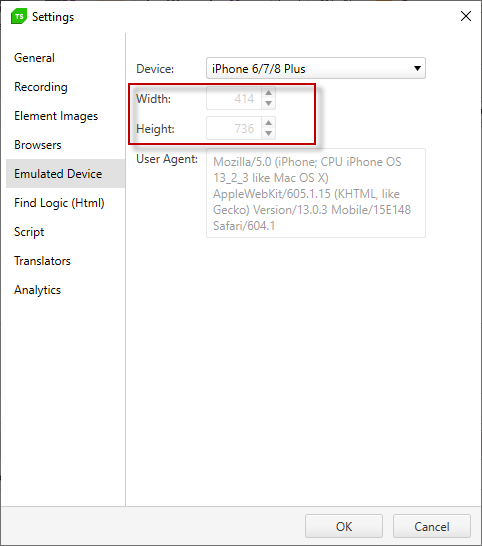 TS Settings
General
Recording
Element Images
Browsers
Emulated Device
Find Logic (Html)
Script
Translators
Analytics
Device: iPhone 6/7/8 Plus
Width: 414
Height: 736
User Agent: Mozilla/5.0 (iPhone; CPU iPhone OS
13_2_3 like Mac OS X)
AppleWebKit/605.1.15 (KHTML, like
Gecko) Version/13.0.3 Mobile/15E148
Safari/604.1
OK Cancel